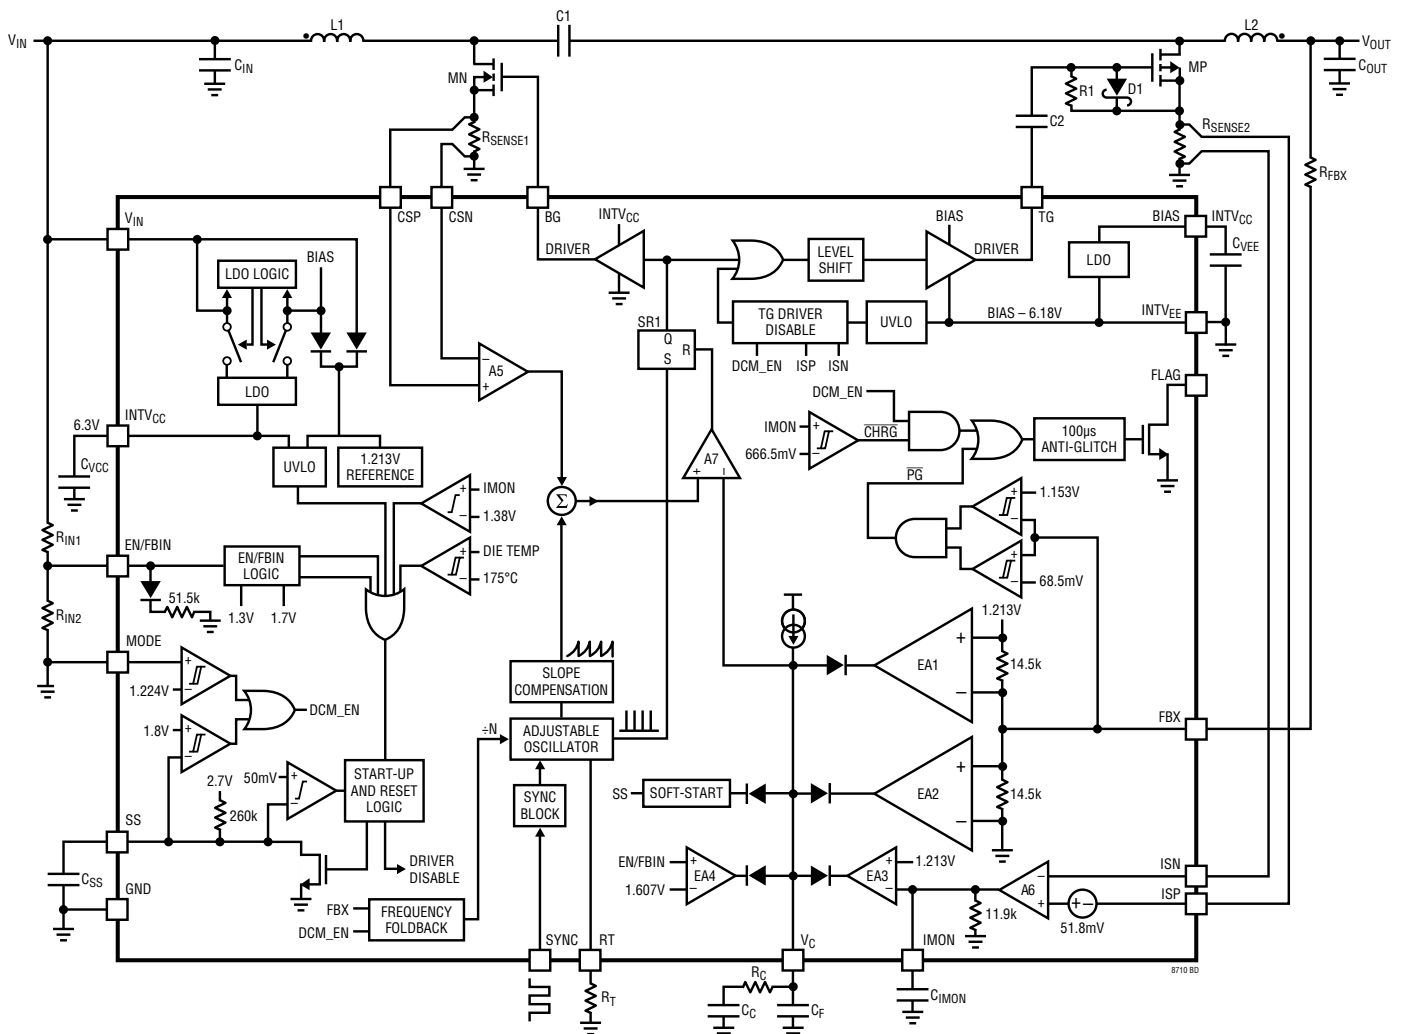 L1
C1
L2
VIN
VOUT
CIN
MN
MP
COUT
R1
D1
C2
RSENSE1
RSENSE2
RFBX
VIN
CSP
CSN
BG
TG
BIAS
INTVCC
INTVCC
BIAS
DRIVER
DRIVER
LEVEL
SHIFT
LDO
CVEE
LDO LOGIC
BIAS
TG DRIVER
DISABLE
UVLO
BIAS – 6.18V
INTVEE
SR1
Q
S
R
DCM_EN
ISP
ISN
LDO
–
A5
+
FLAG
INTVCC
6.3V
CVCC
DCM_EN
IMON
+
666.5mV
–
CHRG
100µs
ANTI-GLITCH
UVLO
1.213V
REFERENCE
A7
+
–
PG
+
IMON
–
1.38V
Σ
+
1.153V
–
RIN1
EN/FBIN
EN/FBIN
LOGIC
+
DIE TEMP
–
175°C
+
–
68.5mV
51.5k
1.3V
1.7V
RIN2
MODE
1.213V
+
EA1
–
14.5k
+
1.224V
–
SLOPE
COMPENSATION
DCM_EN
1.8V
+
–
÷N
ADJUSTABLE
OSCILLATOR
FBX
+
EA2
–
14.5k
2.7V
50mV
+
–
START-UP
AND RESET
LOGIC
SYNC
BLOCK
SS
SOFT-START
260k
SS
CSS
GND
DRIVER
DISABLE
EN/FBIN
+
EA4
1.607V
–
+
1.213V
EA3
–
–
A6
+
ISN
ISP
11.9k
+ –
51.8mV
FBX
DCM_EN
FREQUENCY
FOLDBACK
SYNC
RT
VC
IMON
8710 BD
RT
RC
CC
CF
CIMON